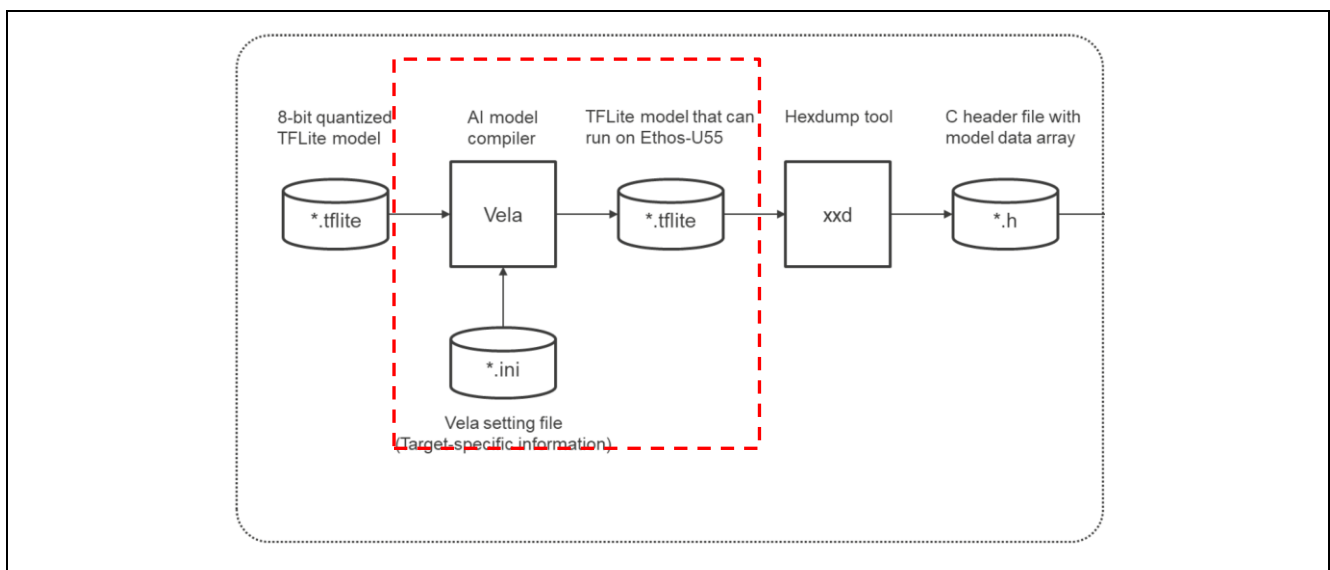 8-bit quantized
TFLite model
AI model
compiler
TFLite model that can
run on Ethos-U55
Hexdump tool
C header file with
model data array
*.tflite
Vela
*.tflite
xxd
*.h
*.ini
Vela setting file
(Target-specific information)